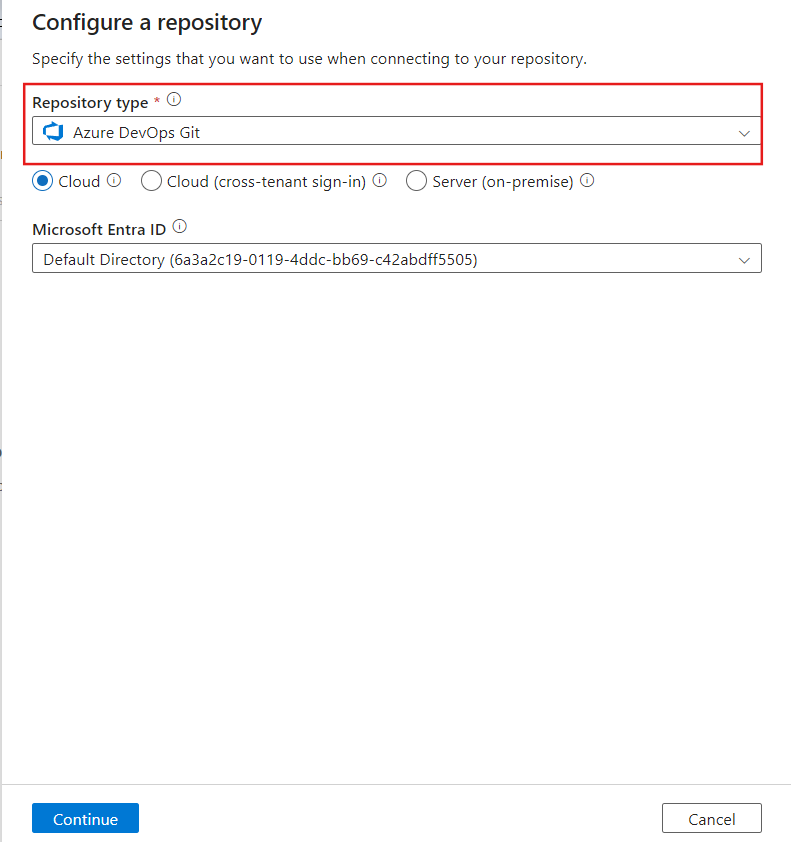 Configure a repository
Specify the settings that you want to use when connecting to your repository.
Repository type *
Azure DevOps Git
Cloud Cloud (cross-tenant sign-in) Server (on-premise)
Microsoft Entra ID
Default Directory (6a3a2c19-0119-4ddc-bb69-c42abdff5505)
Continue Cancel